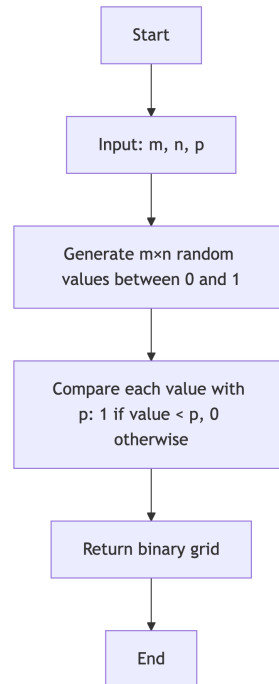 Start
Input: m, n, p
Generate m×n random
values between 0 and 1
Compare each value with
p: 1 if value < p, 0
otherwise
Return binary grid
End